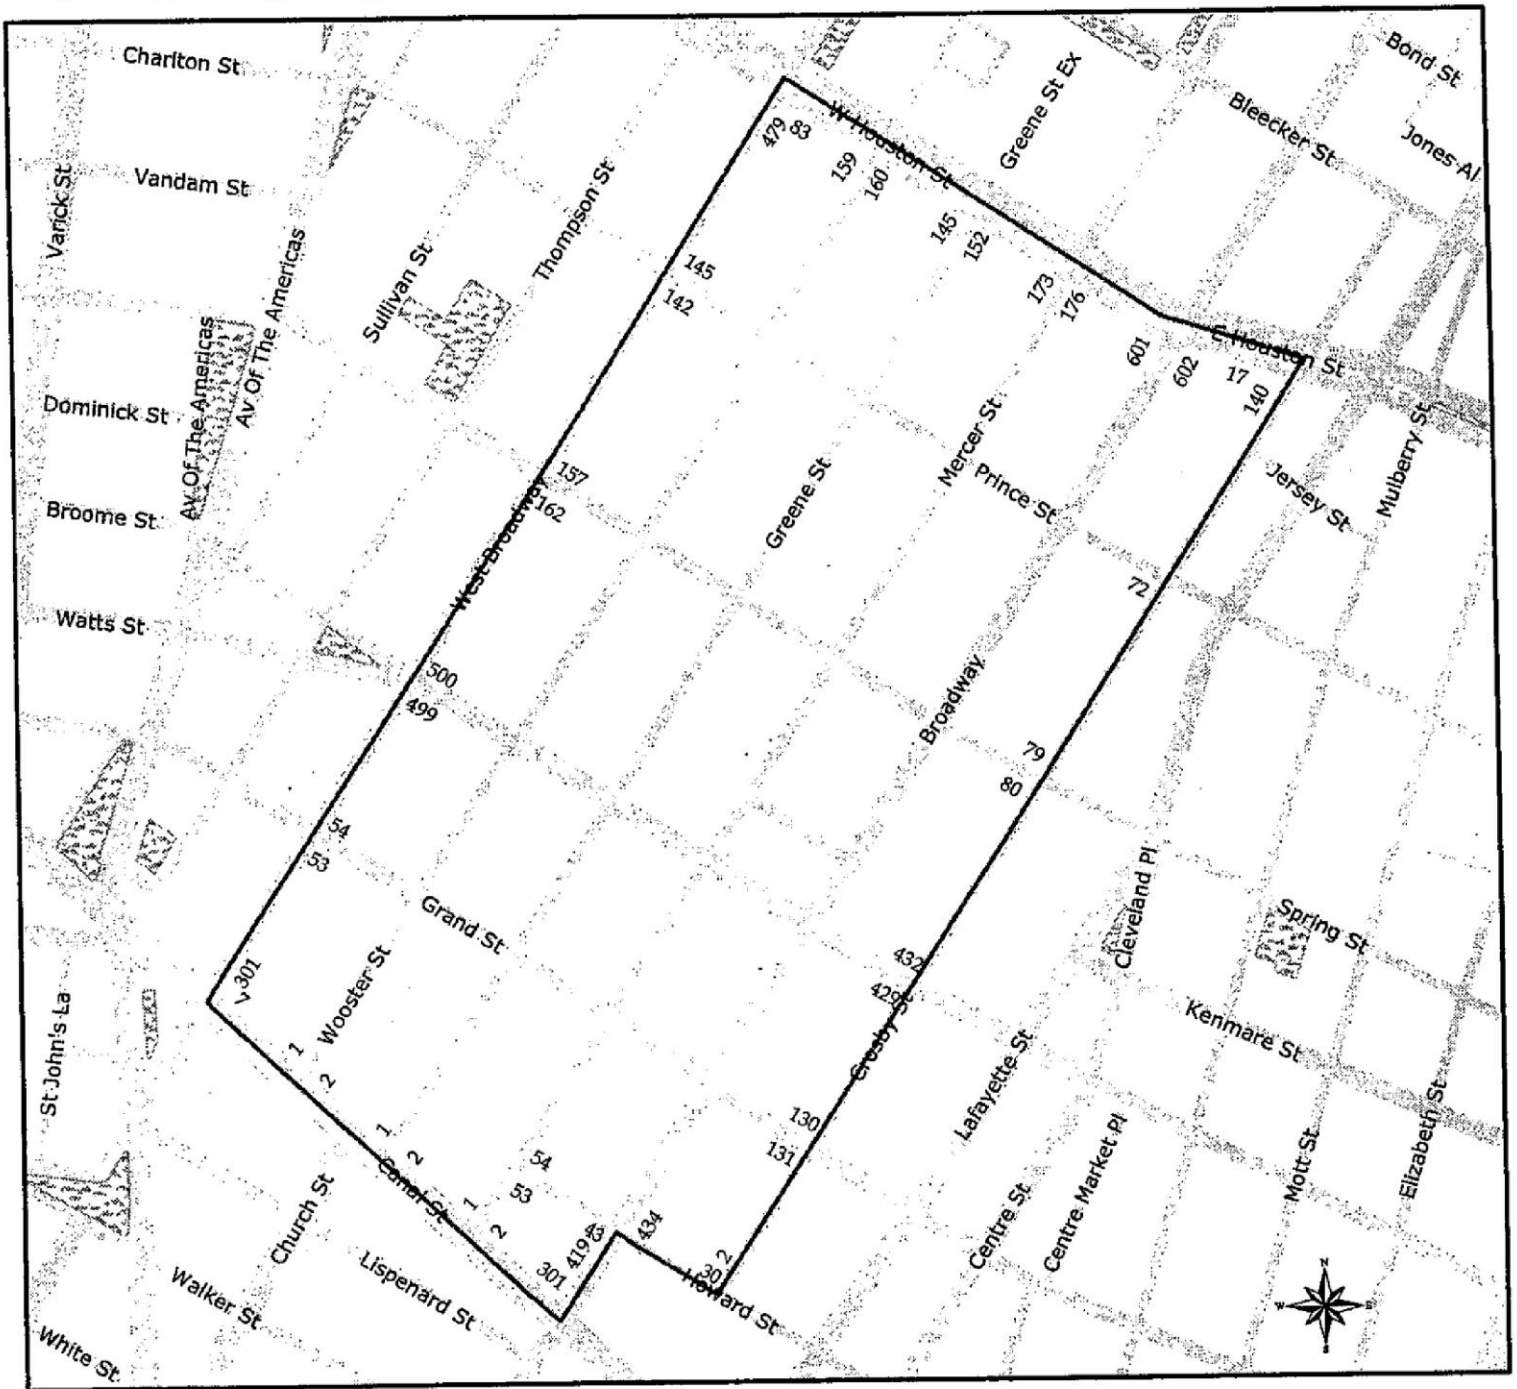 Charlton St
Bond St
Greene St Ex
Bleecker St
Jones Al
479
83
W Houston St
159
160
Vandam St
Varick St
Thompson St
Av Of The Americas
Sullivan St
145
152
145
142
173
176
601
602
E Houston St
17
140
Av Of The Americas
Dominick St
Mercer St
Mulberry St
Jersey St
Prince St
Greene St
157
162
Broome St
West Broadway
72
Watts St
500
499
Broadway
79
80
54
53
Cleveland Pl
Grand St
Spring St
432
429
301
Wooster St
St John's La
Crosby St
Kenmare St
Lafayette St
1
2
130
131
1
2
Canal St
54
53
1
2
Church St
Centre St
Centre Market Pl
Mott St
Elizabeth St
43
434
419
301
2
30
Howard St
Lispenard St
Walker St
White St
N
W
E
S